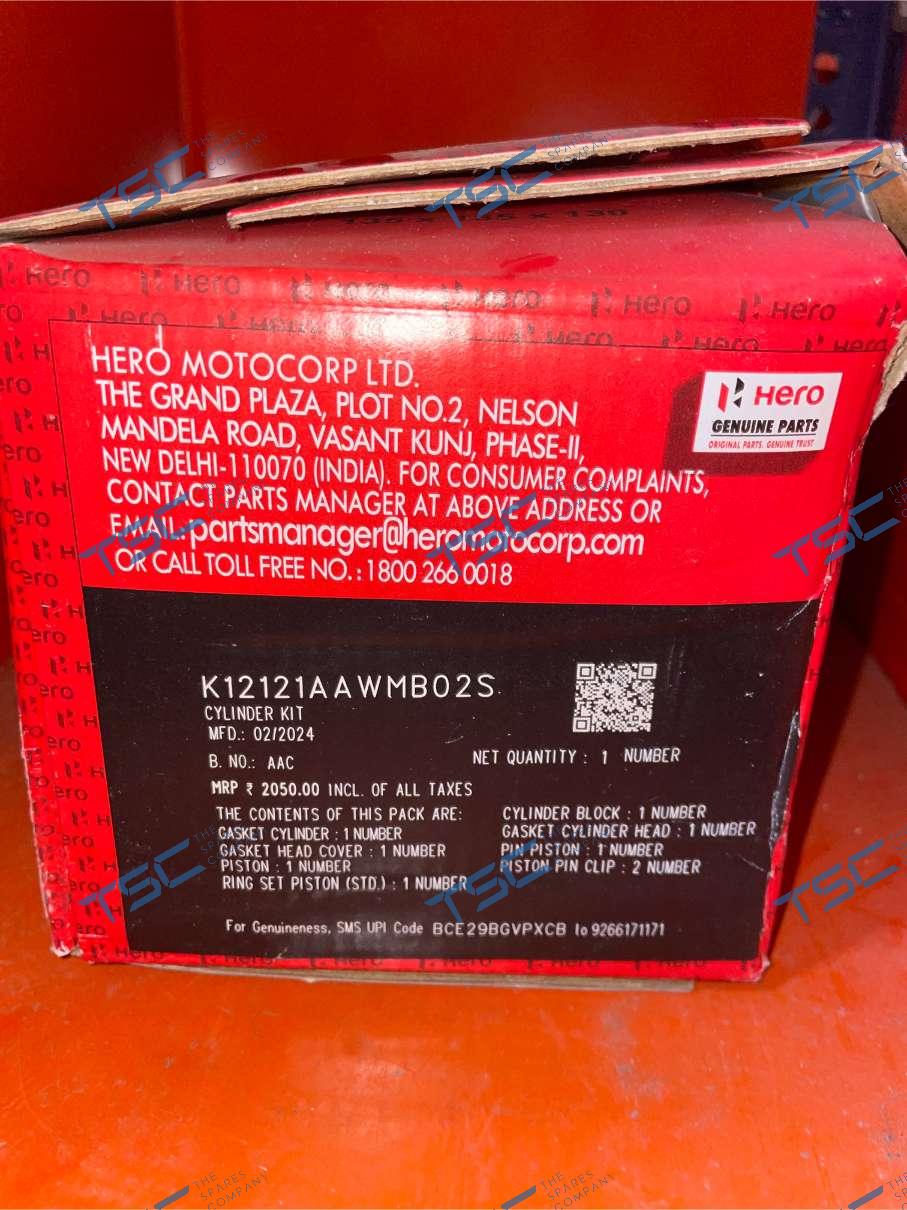 HERO MOTOCORP LTD.
THE GRAND PLAZA, PLOT NO.2, NELSON
MANDELA ROAD, VASANT KUNJ, PHASE-II,
NEW DELHI-110070 (INDIA). FOR CONSUMER COMPLAINTS,
CONTACT PARTS MANAGER AT ABOVE ADDRESS OR
EMAIL: partsmanager@heromotocorp.com
OR CALL TOLL FREE NO.: 1800 266 0018
Hero
GENUINE PARTS
ORIGINAL PARTS. GENUINE TRUST
K12121AAWMB02S
CYLINDER KIT
MFD.: 02/2024
B. NO.: AAC
NET QUANTITY : 1 NUMBER
MRP ₹ 2050.00 INCL. OF ALL TAXES
THE CONTENTS OF THIS PACK ARE:
GASKET CYLINDER : 1 NUMBER
GASKET HEAD COVER : 1 NUMBER
PISTON : 1 NUMBER
RING SET PISTON (STD.) : 1 NUMBER
CYLINDER BLOCK : 1 NUMBER
GASKET CYLINDER HEAD : 1 NUMBER
PIN PISTON : 1 NUMBER
PISTON PIN CLIP : 2 NUMBER
For Genuineness, SMS UPI Code BCE29BGVPXCB to 9266171171
TSC THE SPARES COMPANY